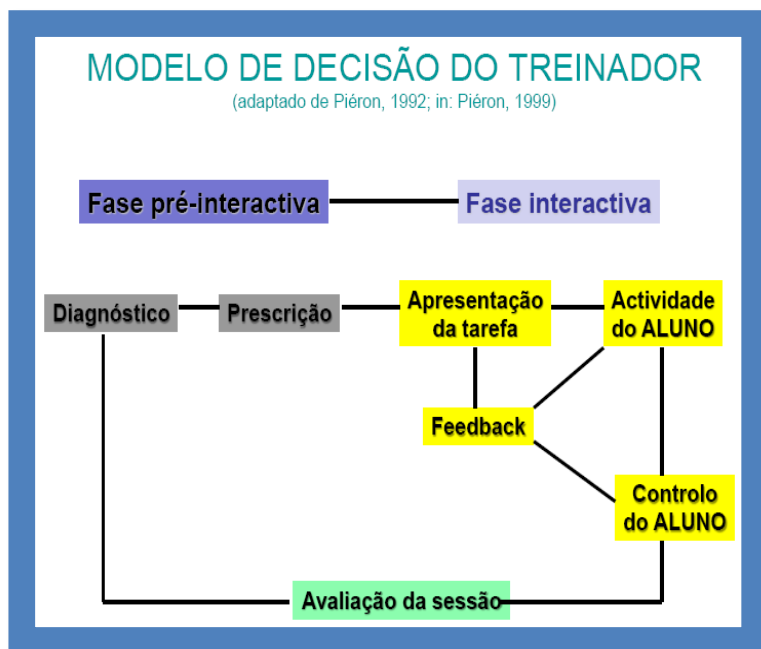 MODELO DE DECISÃO DO TREINADOR
(adaptado de Piéron, 1992; in: Piéron, 1999)
Fase pré-interactiva
Fase interactiva
Diagnóstico
Prescrição
Apresentação
da tarefa
Actividade
do ALUNO
Feedback
Controlo
do ALUNO
Avaliação da sessão